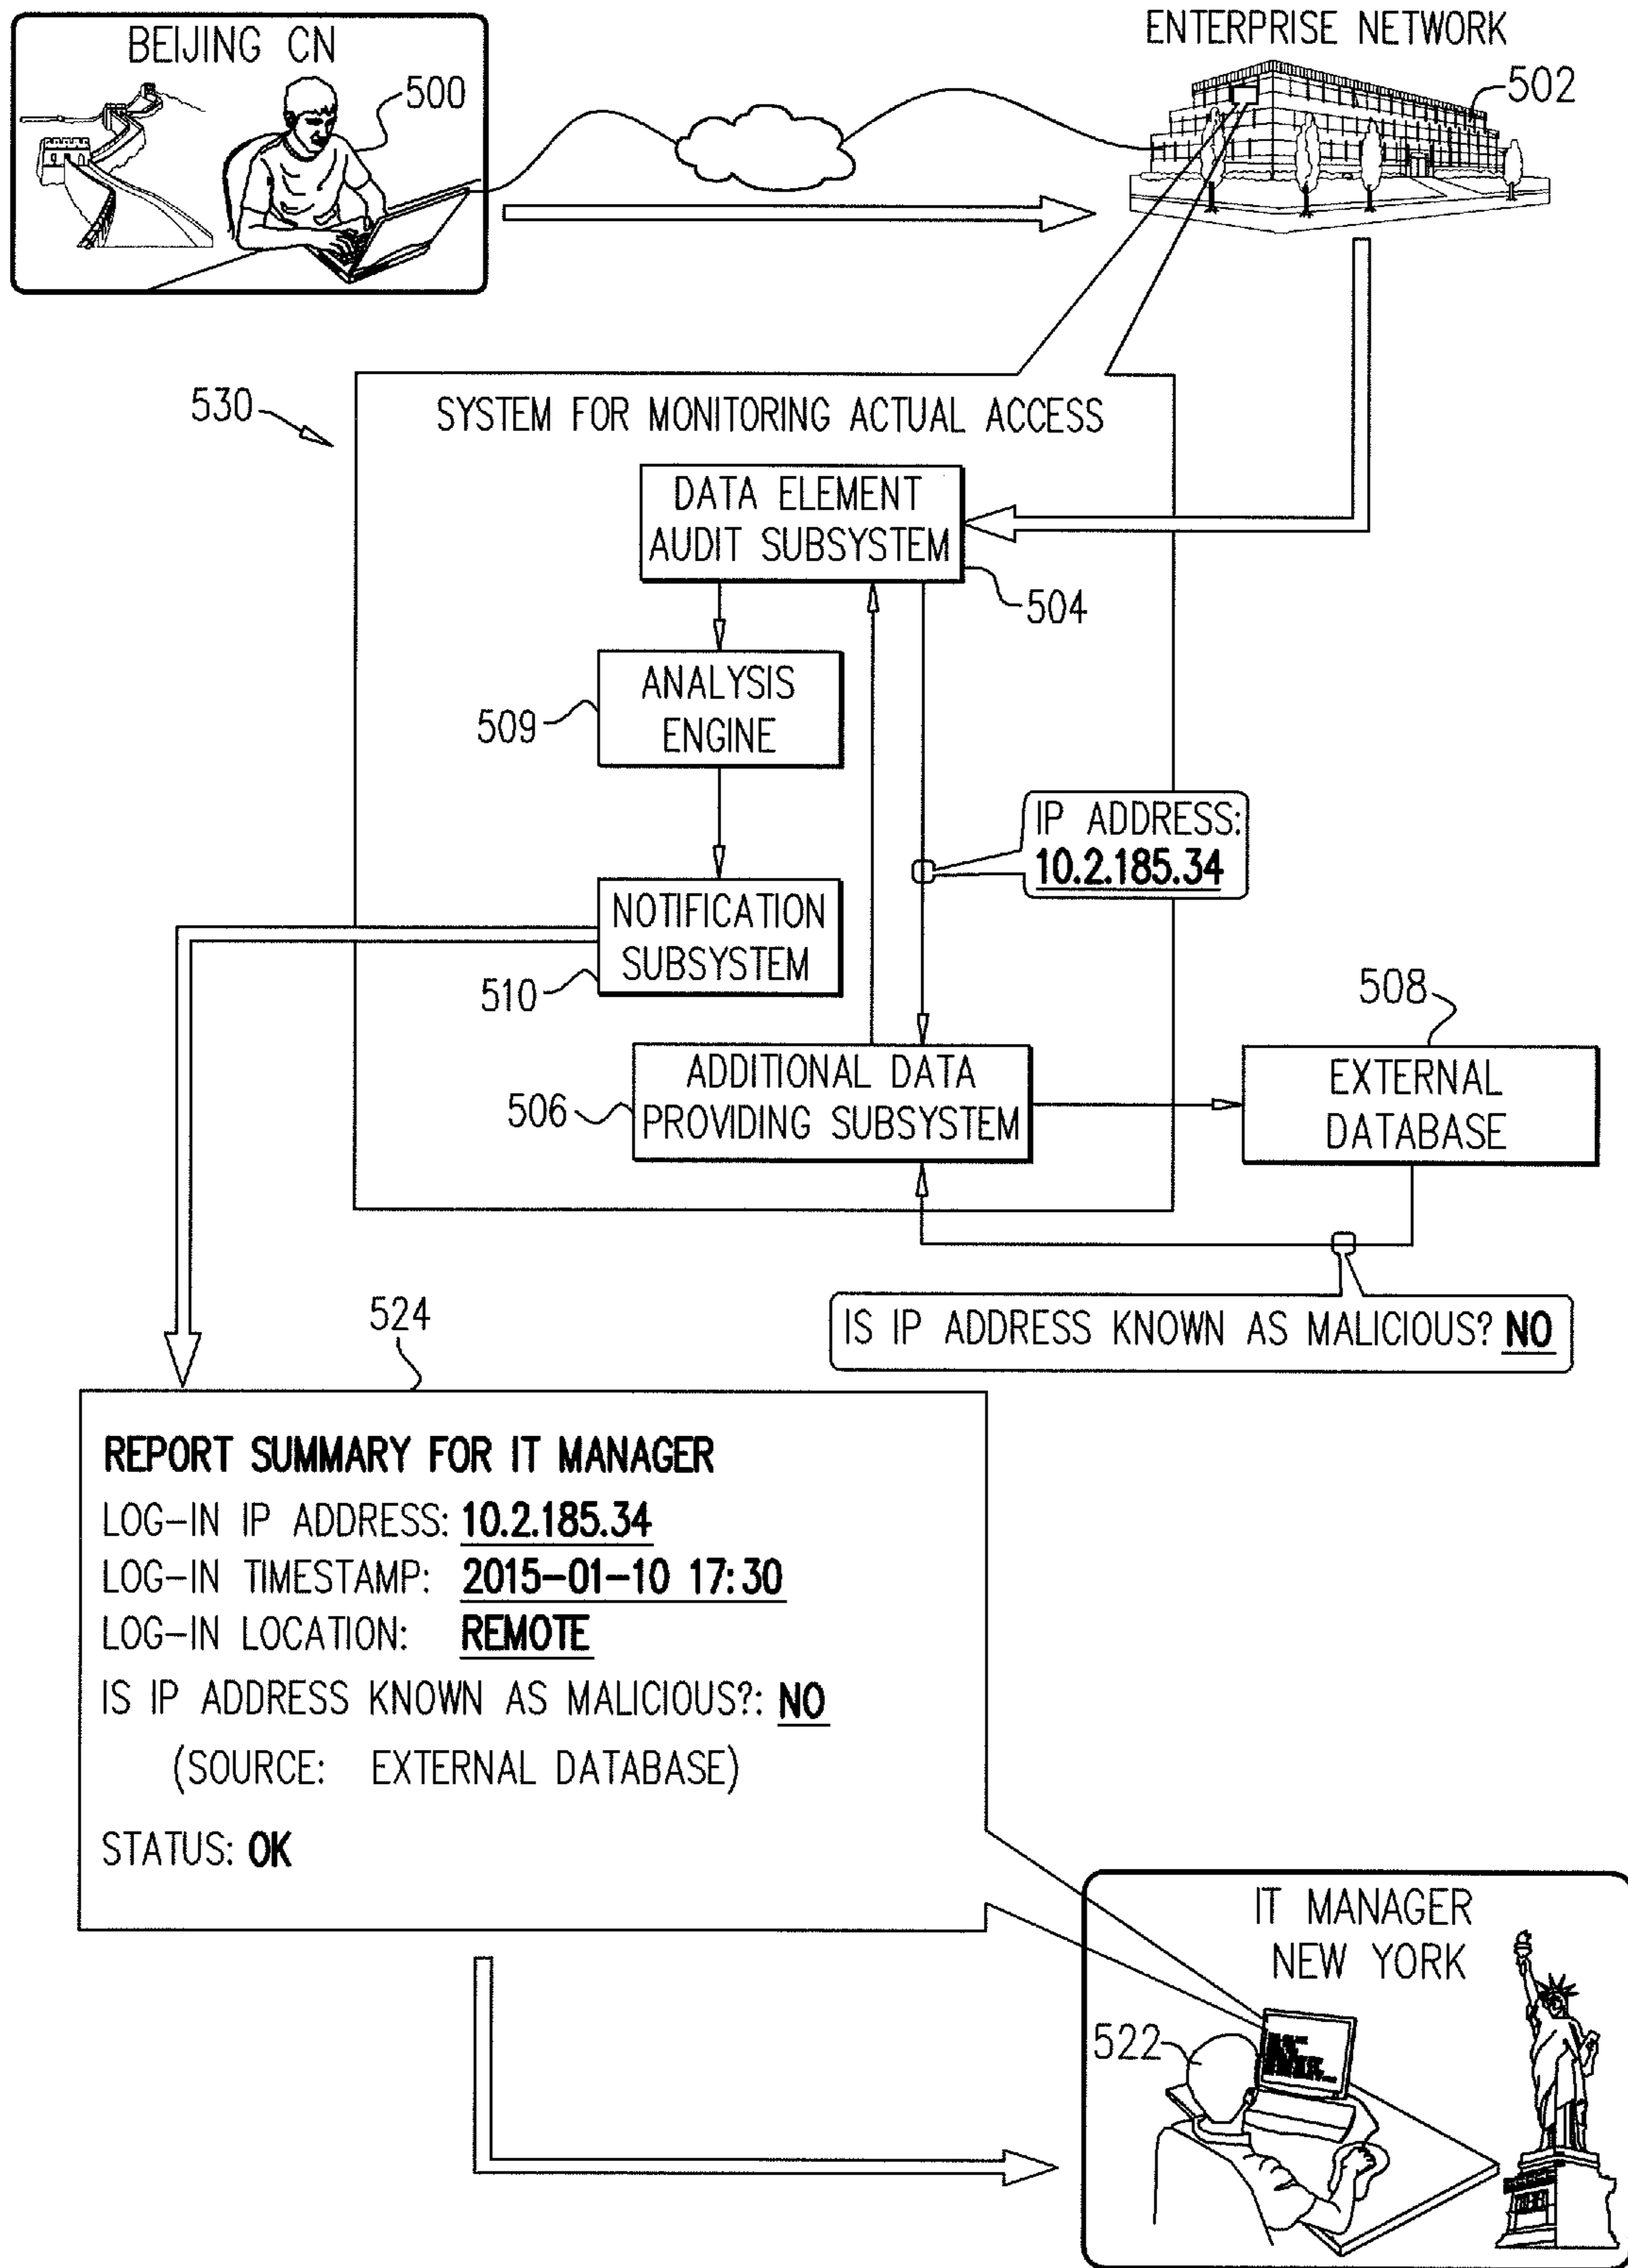 BEIJING CN
500
ENTERPRISE NETWORK
502
530
SYSTEM FOR MONITORING ACTUAL ACCESS
DATA ELEMENT
AUDIT SUBSYSTEM
504
ANALYSIS
ENGINE
509
IP ADDRESS:
10.2.185.34
NOTIFICATION
SUBSYSTEM
510
508
ADDITIONAL DATA
PROVIDING SUBSYSTEM
506
EXTERNAL
DATABASE
IS IP ADDRESS KNOWN AS MALICIOUS? NO
524
REPORT SUMMARY FOR IT MANAGER
LOG-IN IP ADDRESS: 10.2.185.34
LOG-IN TIMESTAMP: 2015-01-10 17:30
LOG-IN LOCATION: REMOTE
IS IP ADDRESS KNOWN AS MALICIOUS?: NO
(SOURCE: EXTERNAL DATABASE)
STATUS: OK
IT MANAGER
NEW YORK
522